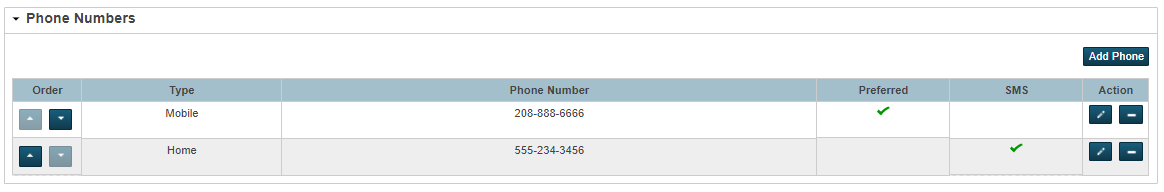 Phone Numbers
Add Phone
Order Type Phone Number Preferred SMS Action
Mobile 208-888-6666
Home 555-234-3456